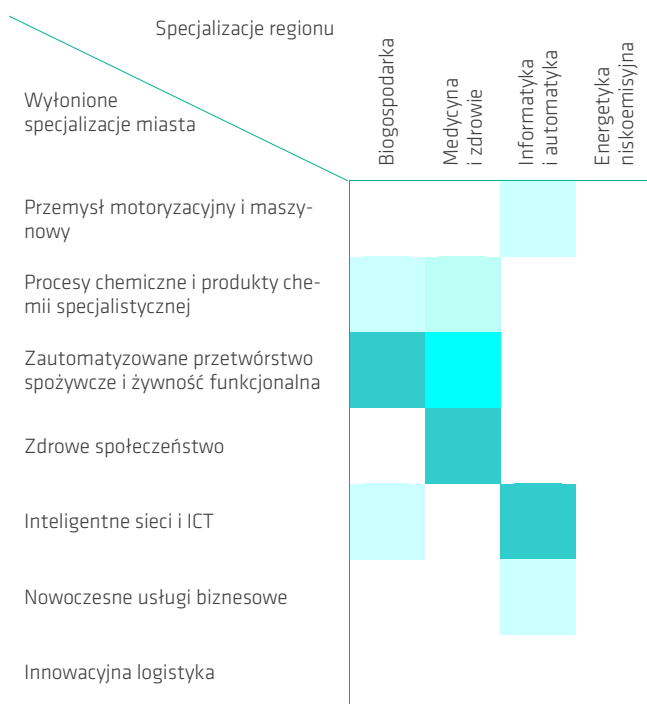 Specjalizacje regionu
Wyłonione
specjalizacje miasta
Biogospodarka
Medycyna
i zdrowie
Informatyka
i automatyka
Energetyka
niskoemisyjna
Przemysł motoryzacyjny i maszy-
nowy
Procesy chemiczne i produkty che-
mii specjalistycznej
Zautomatyzowane przetwórstwo
spożywcze i żywność funkcjonalna
Zdrowe społeczeństwo
Inteligentne sieci i ICT
Nowoczesne usługi biznesowe
Innowacyjna logistyka